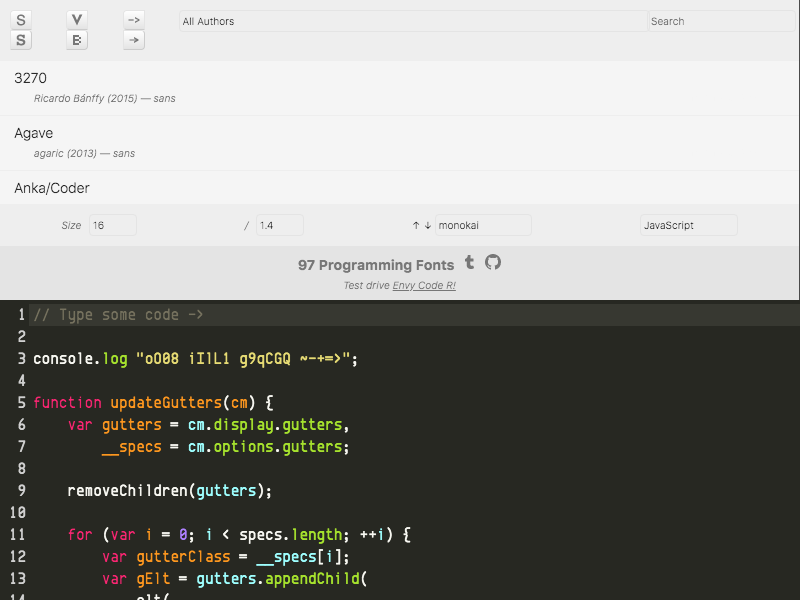 S V -> All Authors Search
S B →
3270
Ricardo Bánffy (2015) — sans
Agave
agaric (2013) — sans
Anka/Coder
Size 16 / 1.4 ↑ ↓ monokai JavaScript
97 Programming Fonts
Test drive Envy Code R!
1 // Type some code ->
2
3 console.log "oO08 iIlL1 g9qCGQ ~-+=>";
4
5 function updateGutters(cm) {
6 var gutters = cm.display.gutters,
7 __specs = cm.options.gutters;
8
9 removeChildren(gutters);
10
11 for (var i = 0; i < specs.length; ++i) {
12 var gutterClass = __specs[i];
13 var gElt = gutters.appendChild(
14 elt(